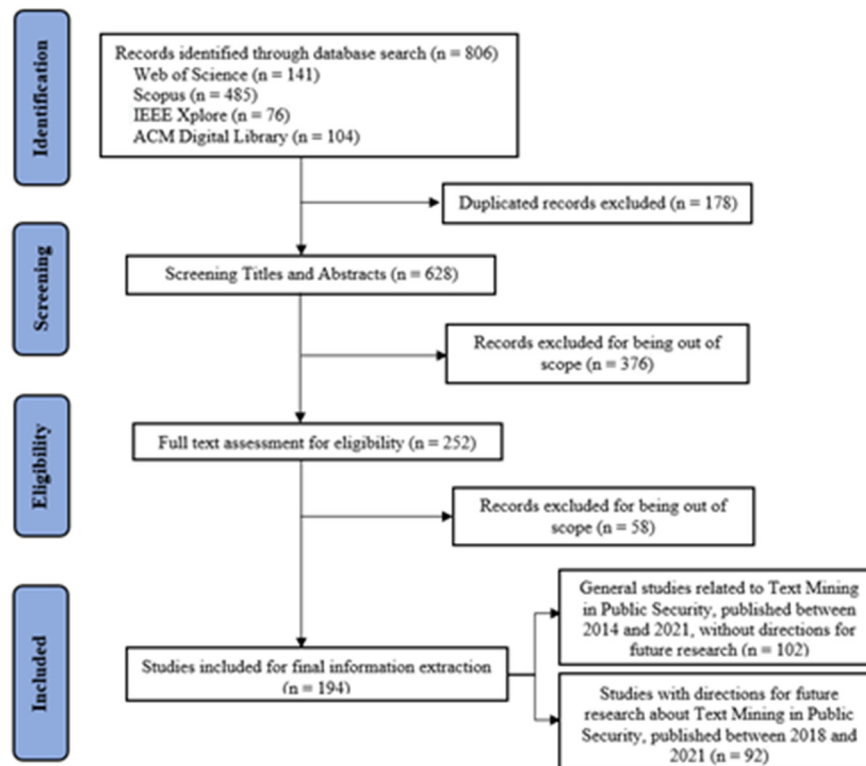 Identification
Records identified through database search (n = 806)
Web of Science (n = 141)
Scopus (n = 485)
IEEE Xplore (n = 76)
ACM Digital Library (n = 104)
Duplicated records excluded (n = 178)
Screening
Screening Titles and Abstracts (n = 628)
Records excluded for being out of
scope (n = 376)
Eligibility
Full text assessment for eligibility (n = 252)
Records excluded for being out of
scope (n = 58)
Included
Studies included for final information extraction
(n = 194)
General studies related to Text Mining
in Public Security, published between
2014 and 2021, without directions for
future research (n = 102)
Studies with directions for future
research about Text Mining in Public
Security, published between 2018 and
2021 (n = 92)